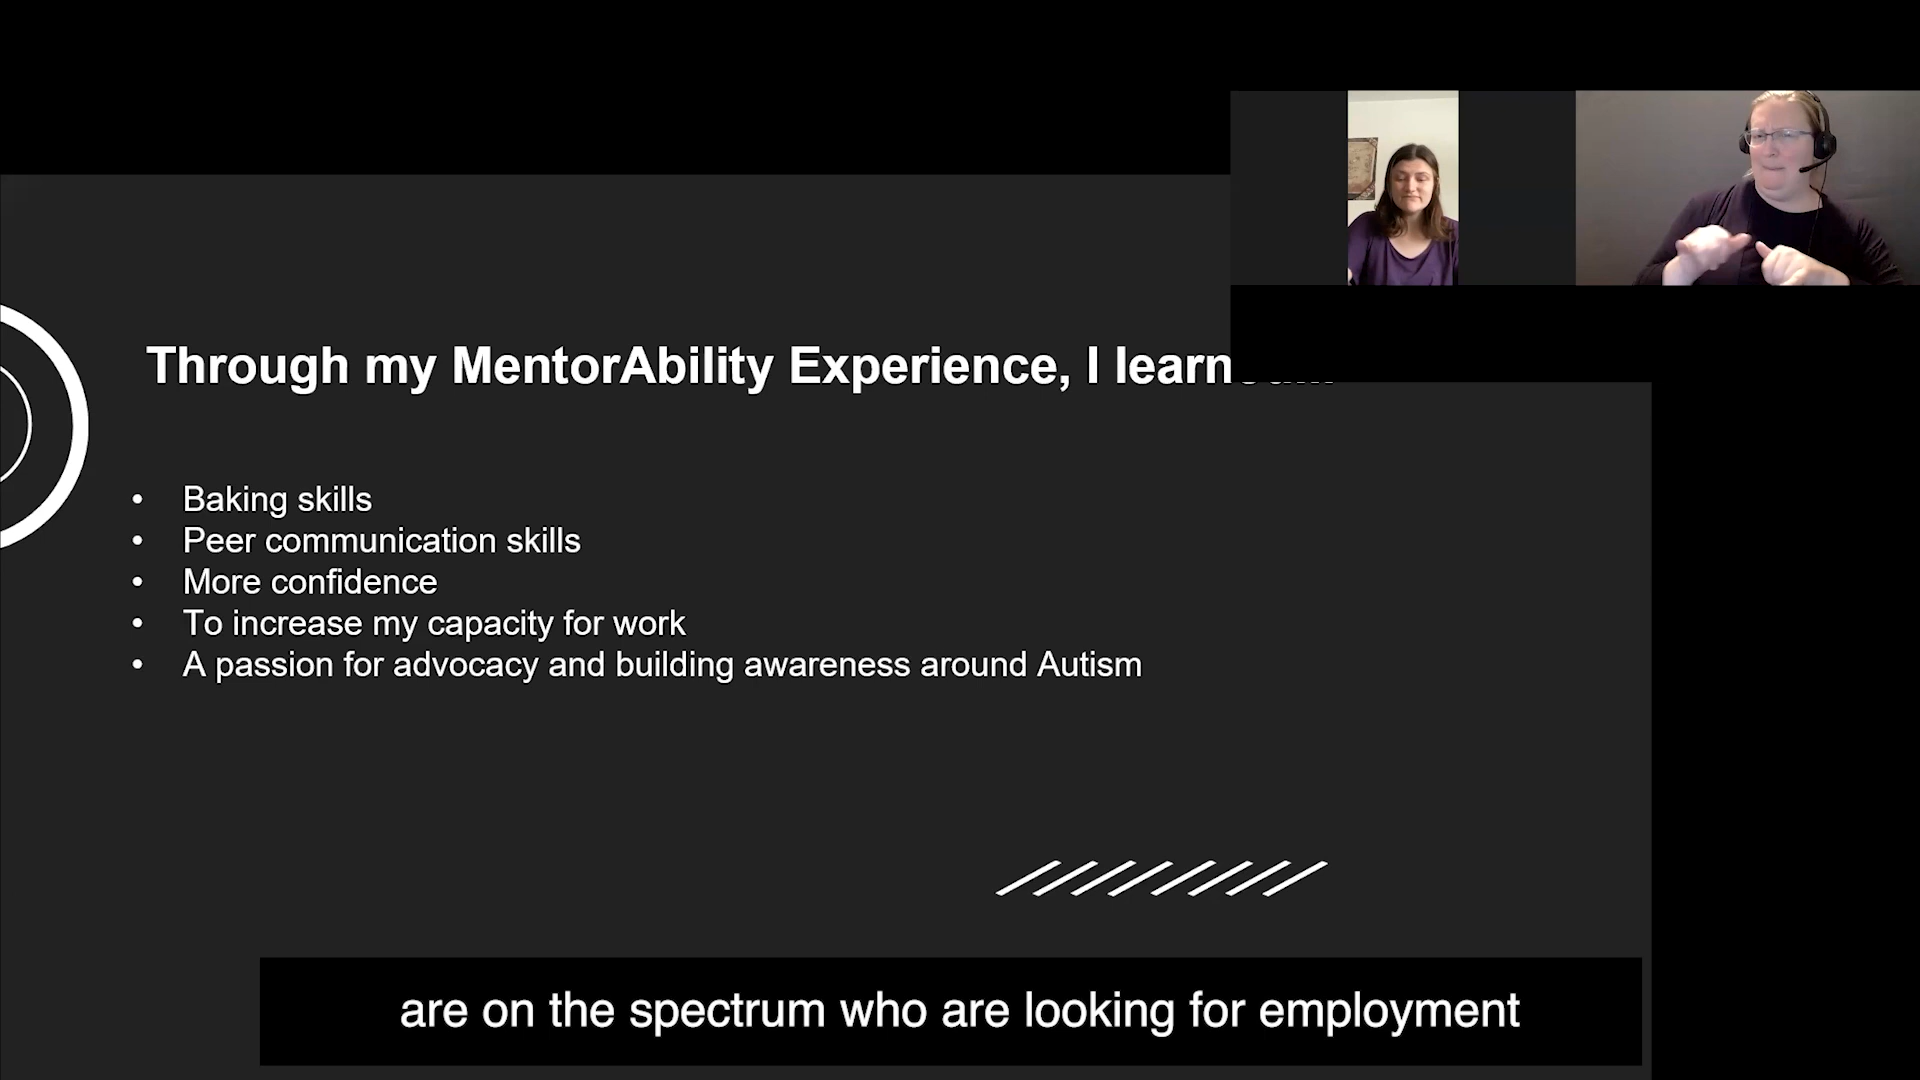 Through my MentorAbility Experience, I learn
• Baking skills
• Peer communication skills
• More confidence
• To increase my capacity for work
• A passion for advocacy and building awareness around Autism
are on the spectrum who are looking for employment